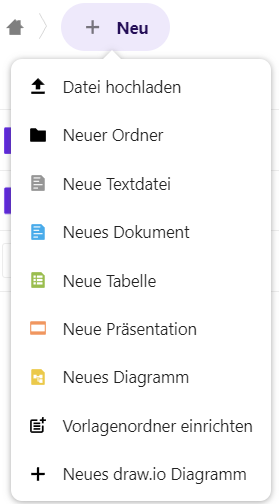 Neu
Datei hochladen
Neuer Ordner
Neue Textdatei
Neues Dokument
Neue Tabelle
Neue Präsentation
Neues Diagramm
Vorlagenordner einrichten
Neues draw.io Diagramm